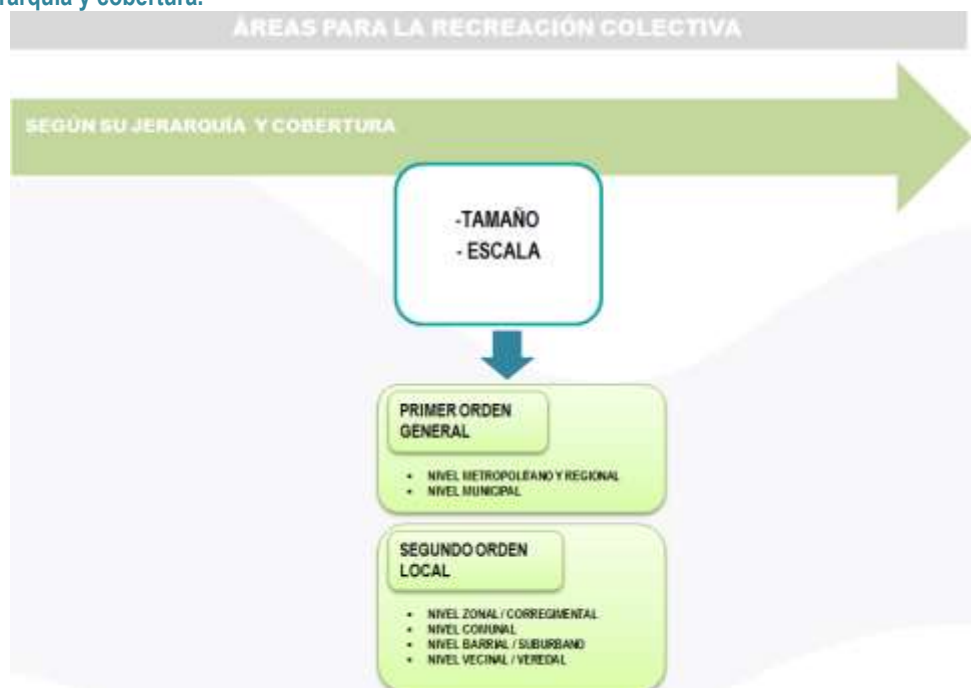 rarquía y cobertura.
ÁREAS PARA LA RECREACIÓN COLECTIVA
SEGÚN SU JERARQUÍA Y COBERTURA
-TAMAÑO
- ESCALA
PRIMER ORDEN
GENERAL
• NIVEL METROPOLITANO Y REGIONAL
• NIVEL MUNICIPAL
SEGUNDO ORDEN
LOCAL
• NIVEL ZONAL / CORREGIMENTAL
• NIVEL COMUNAL
• NIVEL BARRIAL / SUBURBANO
• NIVEL VECINAL / VEREDAL